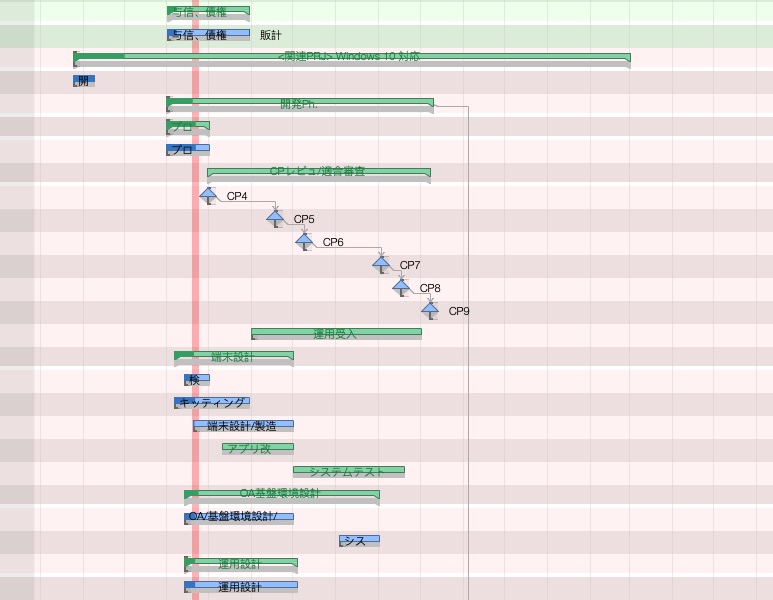 与信、債権
与信、債権 販計
<関連PRJ> Windows 10 対応
開
開発Ph.
プロ
プロ
CPレビュ/適合審査
CP4
CP5
CP6
CP7
CP8
CP9
運用受入
端末設計
検
キッティング
端末設計/製造
アプリ改
システムテスト
OA基盤環境設計
OA/基盤環境設計/
シス
運用設計
運用設計